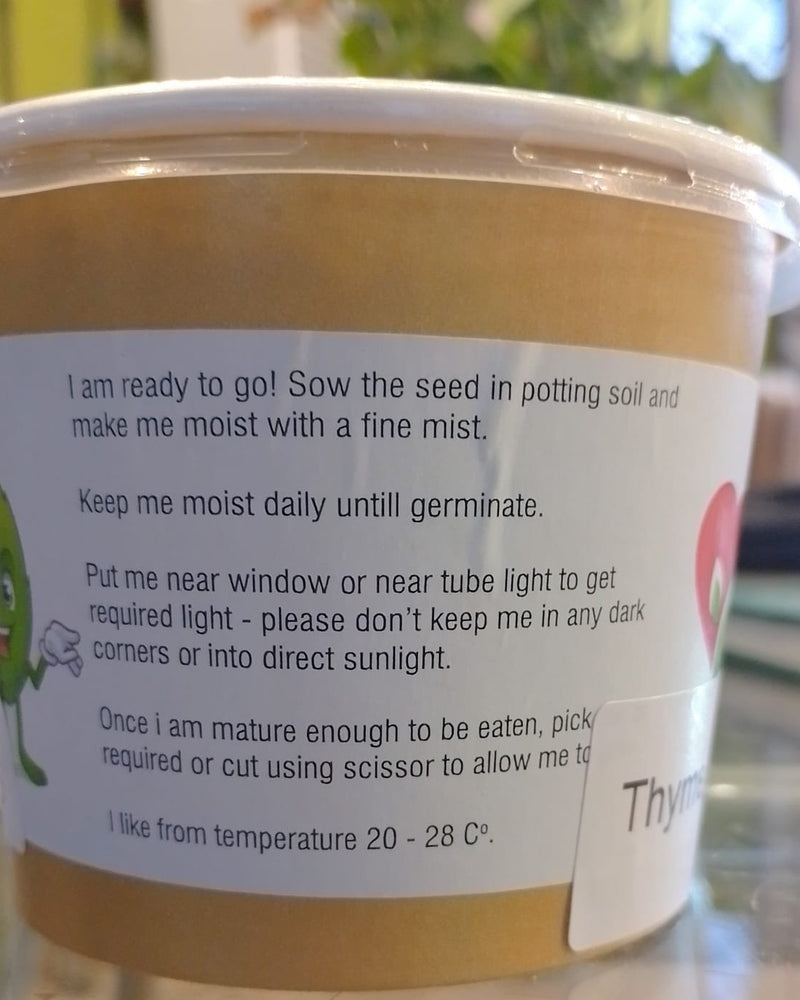 I am ready to go! Sow the seed in potting soil and
make me moist with a fine mist.
Keep me moist daily untill germinate.
Put me near window or near tube light to get
required light - please don't keep me in any dark
corners or into direct sunlight.
Once i am mature enough to be eaten, pick
required or cut using scissor to allow me to
I like from temperature 20 - 28 Cº.
Thyme